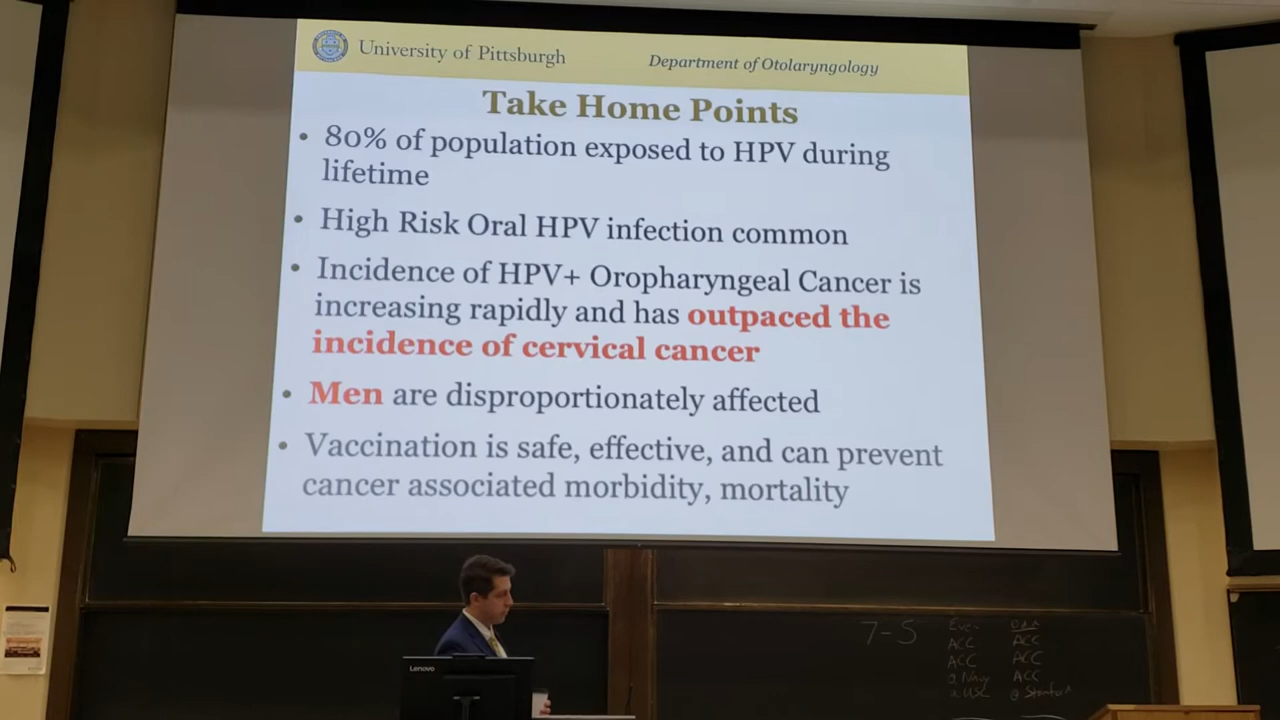 University of Pittsburgh
Department of Otolaryngology
Take Home Points
• 80% of population exposed to HPV during
lifetime
• High Risk Oral HPV infection common
• Incidence of HPV+ Oropharyngeal Cancer is
increasing rapidly and has outpaced the
incidence of cervical cancer
• Men are disproportionately affected
• Vaccination is safe, effective, and can prevent
cancer associated morbidity, mortality
Lenovo
7-5
ACC ACC
ACC ACC
@ Navy ACC
@ USC @ Stanford